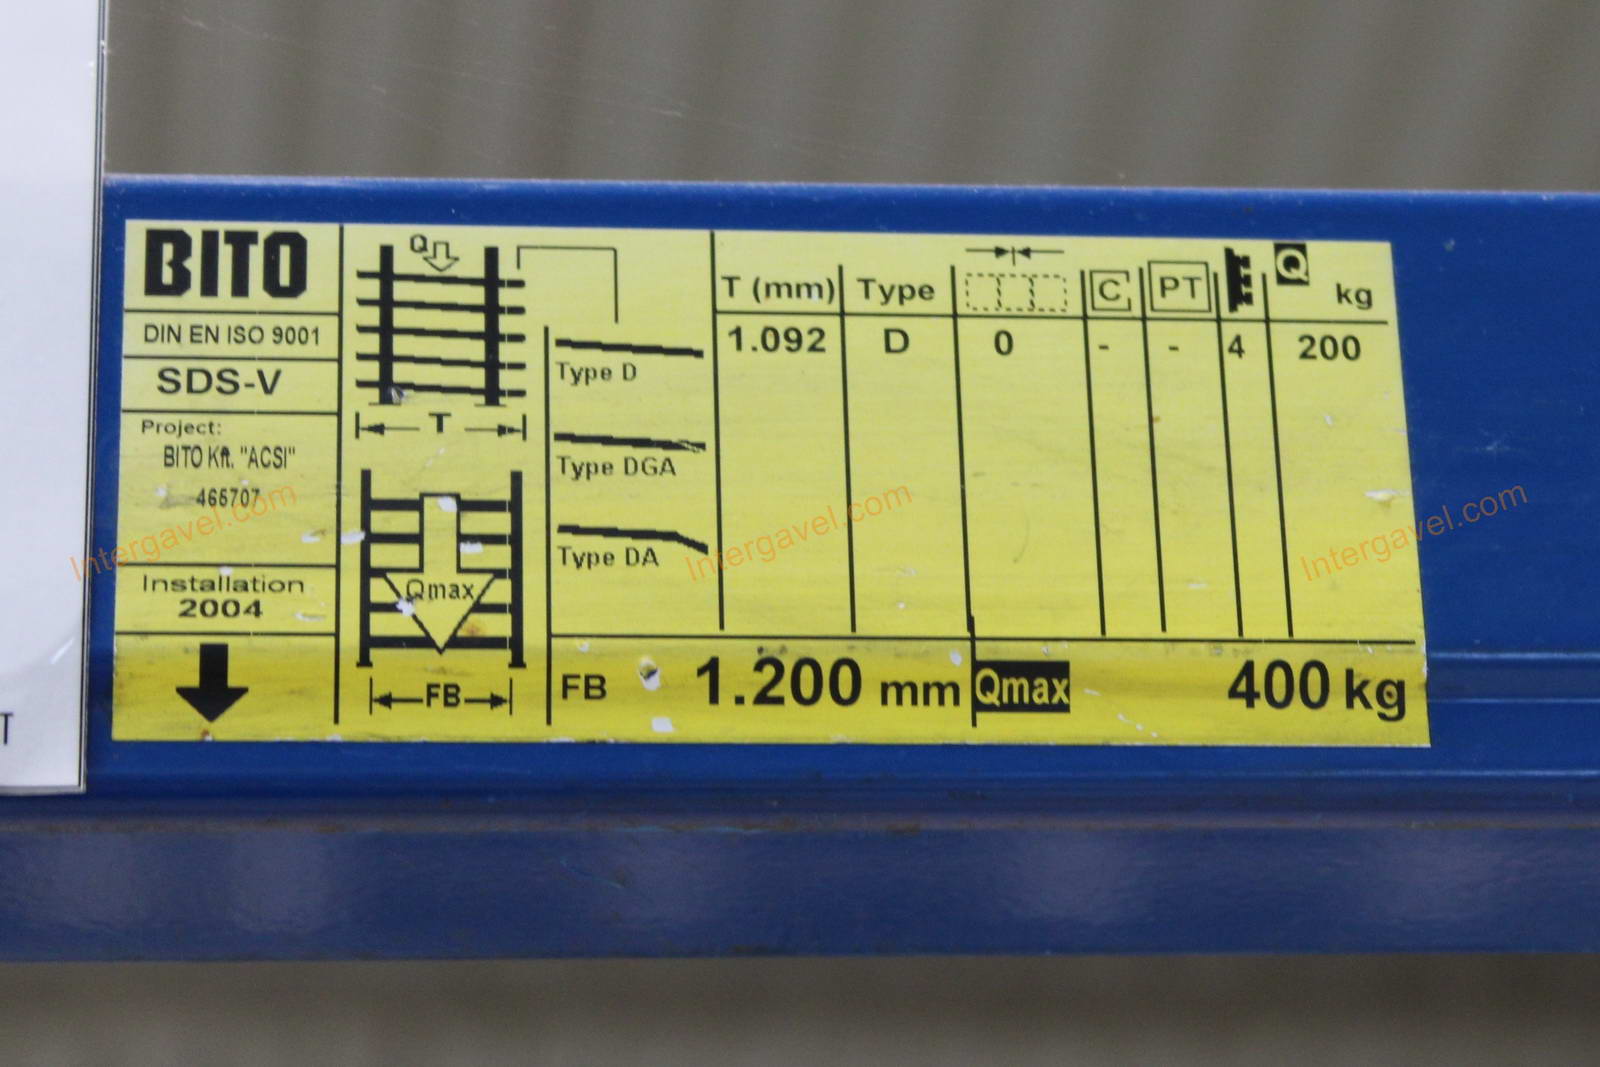 BITO
DIN EN ISO 9001
SDS-V
Project:
BITO Kft. "ACSI"
465707
Installation
2004
Q
T
Qmax
FB
Type D
Type DGA
Type DA
T (mm) Type C PT Q kg
1.092 D 0 - - 4 200
FB 1.200 mm Qmax 400 kg
T
Intergavel.com
Intergavel.com
Intergavel.com